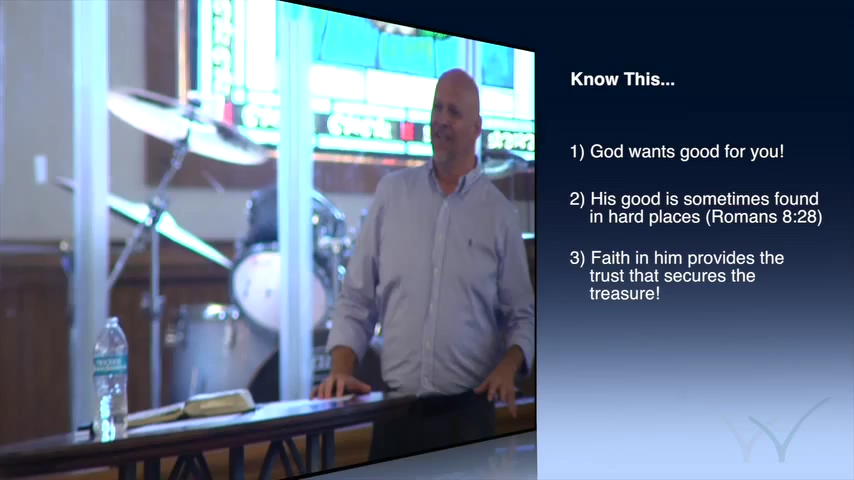 Know This...
1) God wants good for you!
2) His good is sometimes found
in hard places (Romans 8:28)
3) Faith in him provides the
trust that secures the
treasure!